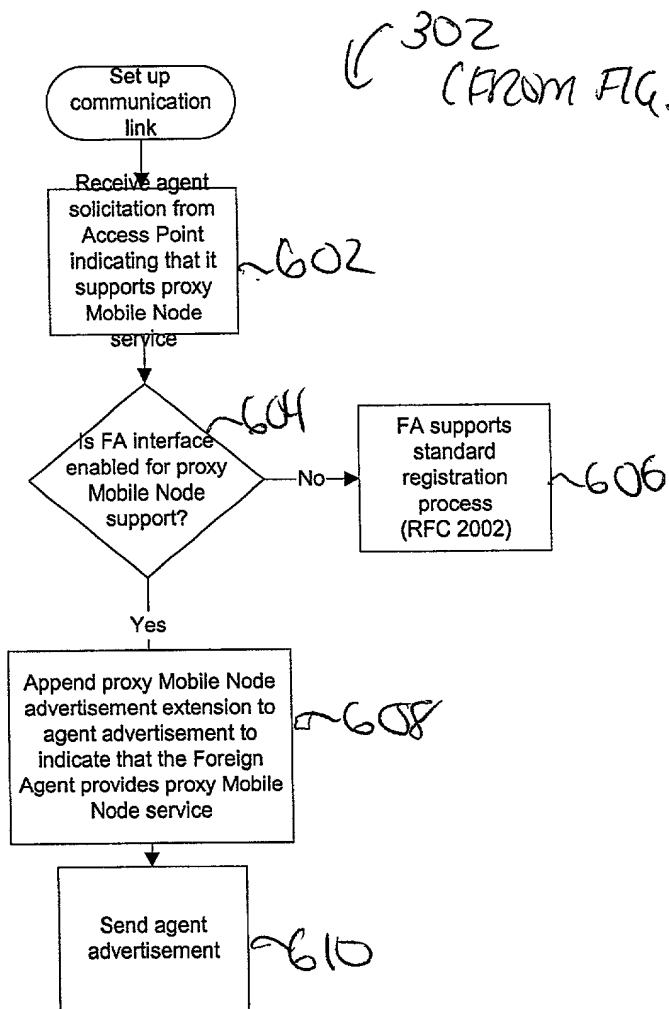 302
(FROM FIG.
Set up
communication
link
Receive agent
solicitation from
Access Point
indicating that it
supports proxy
Mobile Node
service
602
604
Is FA interface
enabled for proxy
Mobile Node
support?
No
FA supports
standard
registration
process
(RFC 2002)
606
Yes
Append proxy Mobile Node
advertisement extension to
agent advertisement to
indicate that the Foreign
Agent provides proxy Mobile
Node service
608
Send agent
advertisement
610